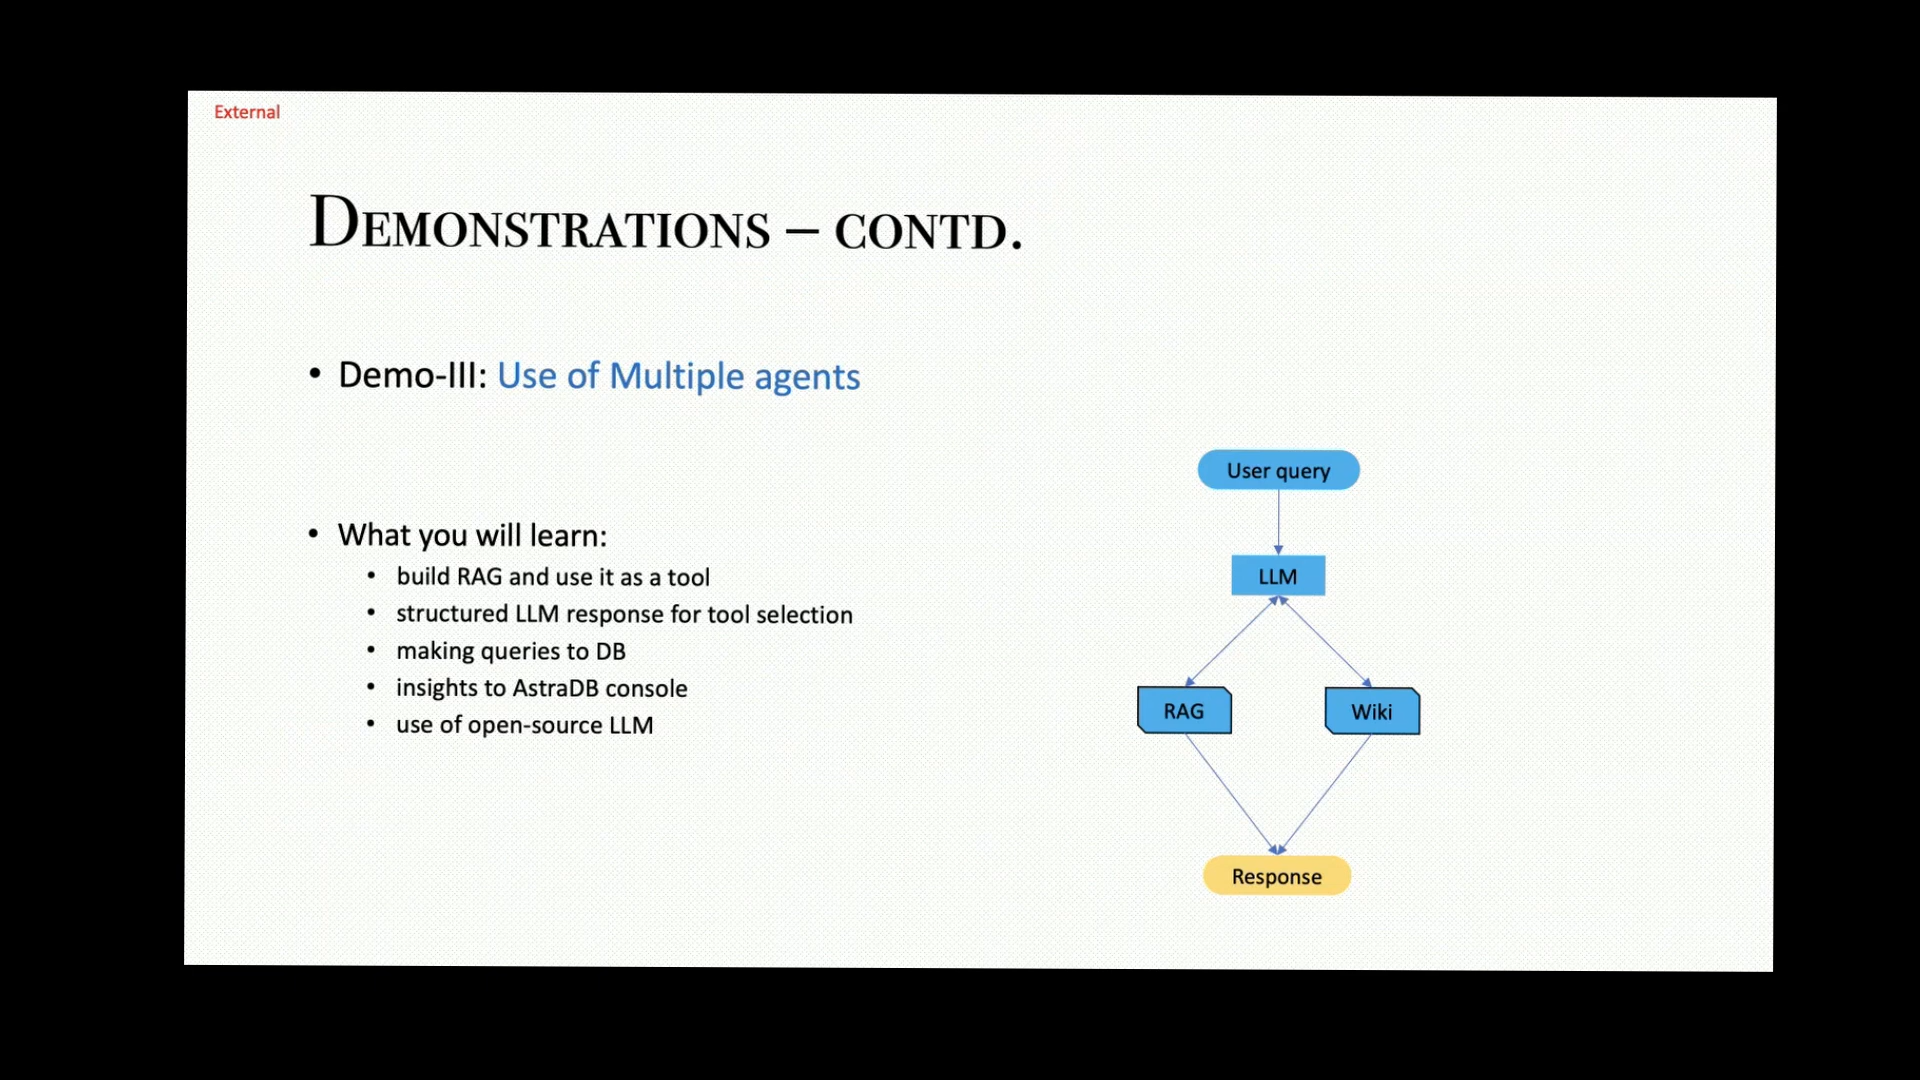 External
Demonstrations – contd.
• Demo-III: Use of Multiple agents
• What you will learn:
• build RAG and use it as a tool
• structured LLM response for tool selection
• making queries to DB
• insights to AstraDB console
• use of open-source LLM
User query
LLM
RAG
Wiki
Response